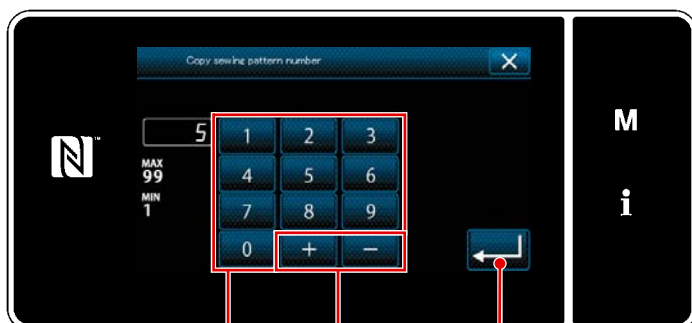 Copy sewing pattern number
5
MAX
99
MIN
1
1 2 3
4 5 6
7 8 9
0 + −
M
i
N™